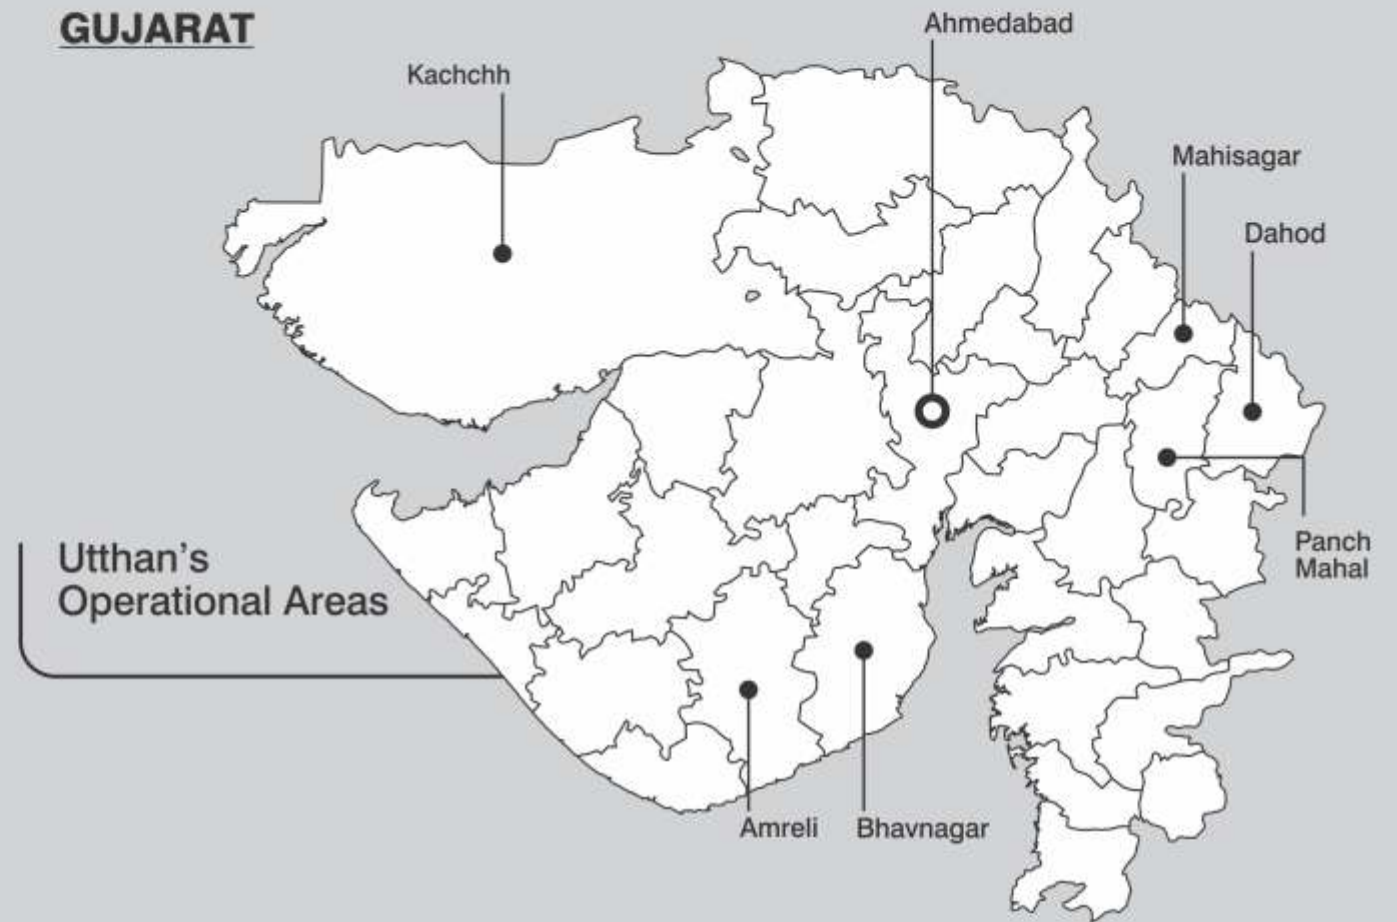 GUJARAT
Ahmedabad
Kachchh
Mahisagar
Dahod
Panch
Mahal
Utthan's
Operational Areas
Amreli
Bhavnagar